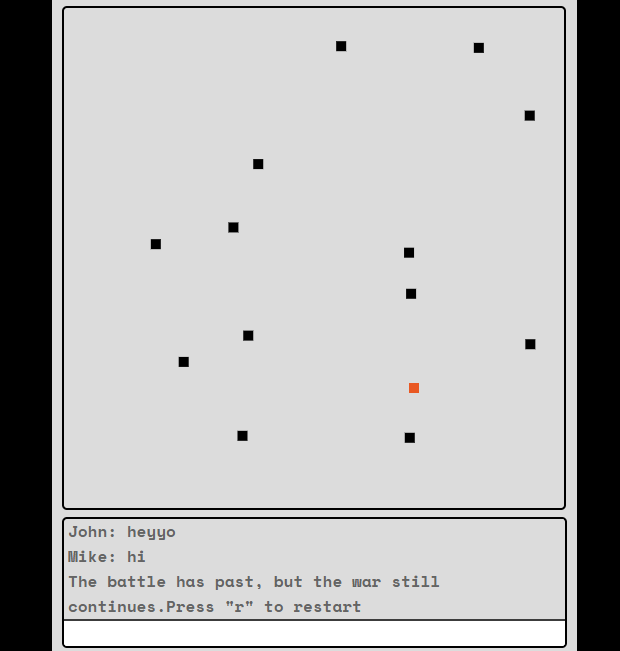 John: heyyo
Mike: hi
The battle has past, but the war still
continues.Press "r" to restart